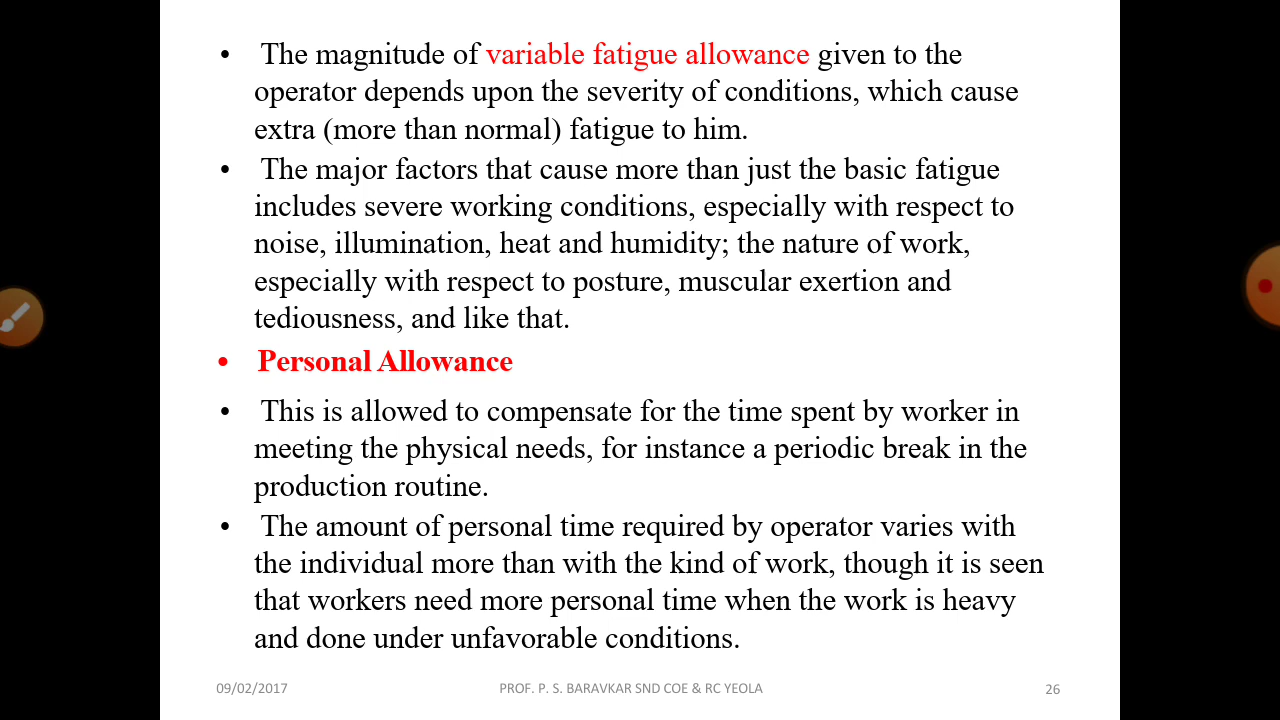 • The magnitude of variable fatigue allowance given to the
operator depends upon the severity of conditions, which cause
extra (more than normal) fatigue to him.
• The major factors that cause more than just the basic fatigue
includes severe working conditions, especially with respect to
noise, illumination, heat and humidity; the nature of work,
especially with respect to posture, muscular exertion and
tediousness, and like that.
• Personal Allowance
• This is allowed to compensate for the time spent by worker in
meeting the physical needs, for instance a periodic break in the
production routine.
• The amount of personal time required by operator varies with
the individual more than with the kind of work, though it is seen
that workers need more personal time when the work is heavy
and done under unfavorable conditions.
09/02/2017 PROF. P. S. BARAVKAR SND COE & RC YEOLA 26